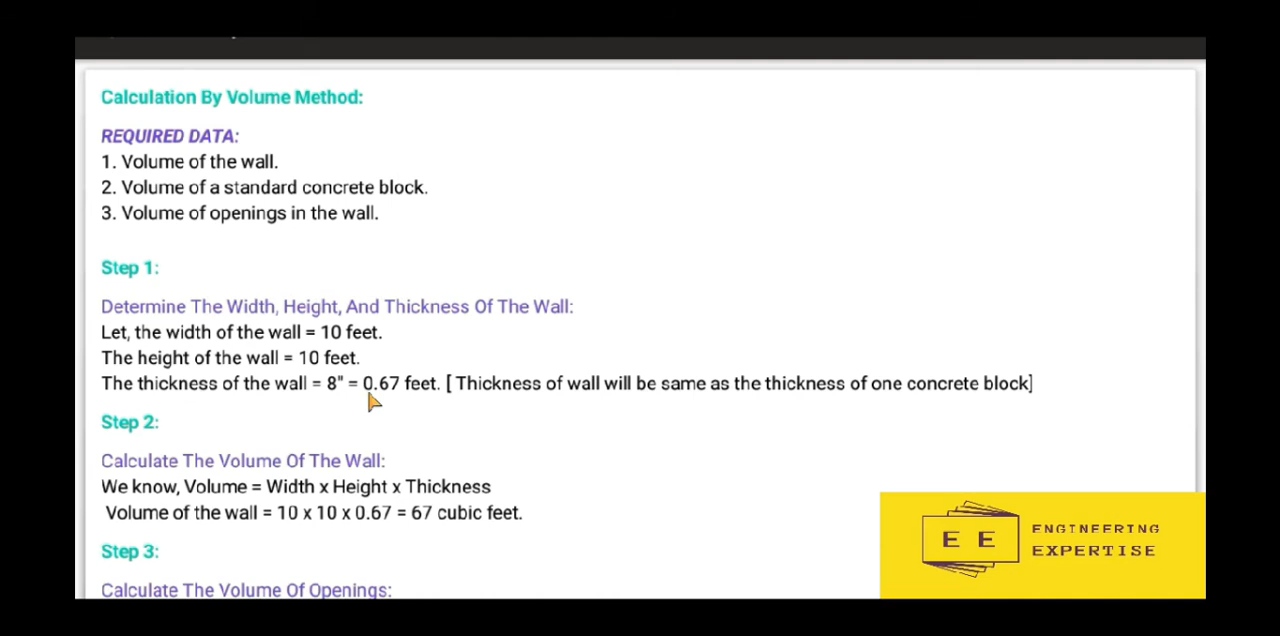 Calculation By Volume Method:
REQUIRED DATA:
1. Volume of the wall.
2. Volume of a standard concrete block.
3. Volume of openings in the wall.
Step 1:
Determine The Width, Height, And Thickness Of The Wall:
Let, the width of the wall = 10 feet.
The height of the wall = 10 feet.
The thickness of the wall = 8" = 0.67 feet. [ Thickness of wall will be same as the thickness of one concrete block]
Step 2:
Calculate The Volume Of The Wall:
We know, Volume = Width x Height x Thickness
Volume of the wall = 10 x 10 x 0.67 = 67 cubic feet.
Step 3:
Calculate The Volume Of Openings:
E E
ENGINEERING
EXPERTISE